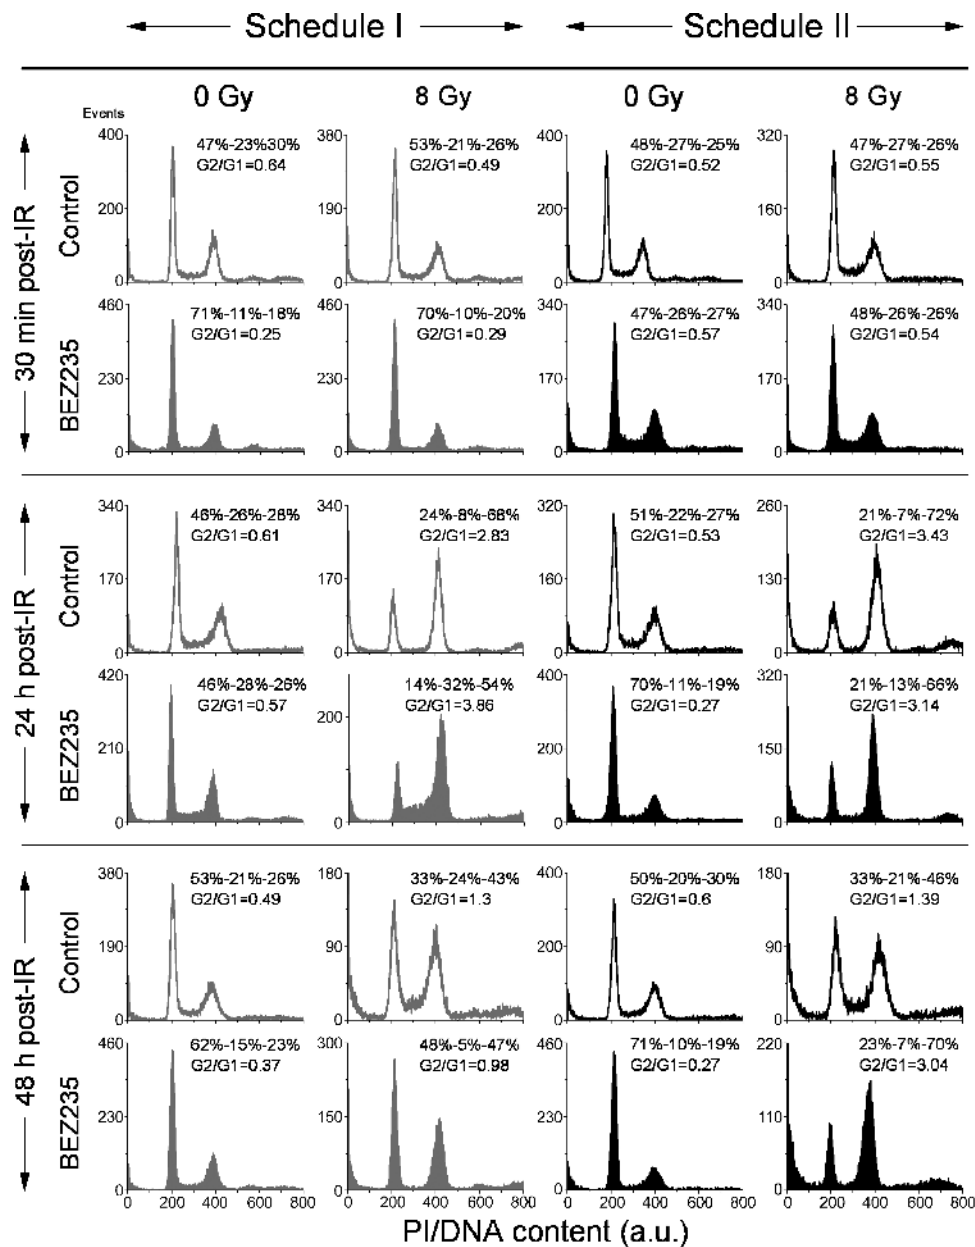 Schedule I Schedule II
0 Gy 8 Gy 0 Gy 8 Gy
Events
30 min post-IR
Control
400 200 0
47%-23%30%
G2/G1=0.64
380 190 0
53%-21%-26%
G2/G1=0.49
400 200 0
48%-27%-25%
G2/G1=0.52
320 160 0
47%-27%-26%
G2/G1=0.55
BEZ235
460 230 0
71%-11%-18%
G2/G1=0.25
460 230 0
70%-10%-20%
G2/G1=0.29
340 170 0
47%-26%-27%
G2/G1=0.57
340 170 0
48%-26%-26%
G2/G1=0.54
24 h post-IR
Control
340 170 0
46%-26%-28%
G2/G1=0.61
340 170 0
24%-8%-68%
G2/G1=2.83
320 160 0
51%-22%-27%
G2/G1=0.53
260 130 0
21%-7%-72%
G2/G1=3.43
BEZ235
420 210 0
46%-28%-26%
G2/G1=0.57
200 0
14%-32%-54%
G2/G1=3.86
400 200 0
70%-11%-19%
G2/G1=0.27
320 150 0
21%-13%-66%
G2/G1=3.14
48 h post-IR
Control
380 190 0
53%-21%-26%
G2/G1=0.49
180 90 0
33%-24%-43%
G2/G1=1.3
400 200 0
50%-20%-30%
G2/G1=0.6
180 90 0
33%-21%-46%
G2/G1=1.39
BEZ235
460 230 0
62%-15%-23%
G2/G1=0.37
300 150 0
48%-5%-47%
G2/G1=0.98
460 230 0
71%-10%-19%
G2/G1=0.27
220 110 0
23%-7%-70%
G2/G1=3.04
0 200 400 600 800 0 200 400 600 800 0 200 400 600 800 0 200 400 600 800
PI/DNA content (a.u.)